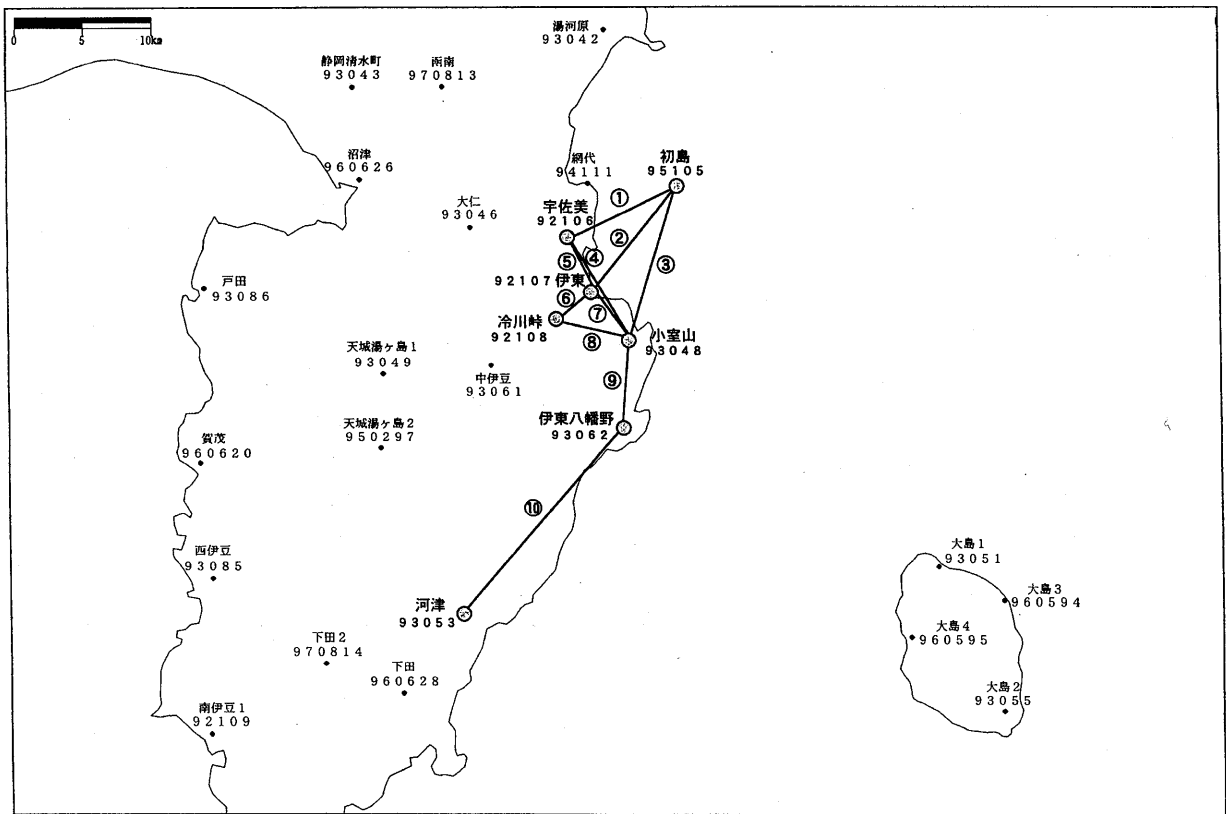 0 5 10km
湯河原
93042
静岡清水町
93043
函南
970813
沼津
960626
網代
94111
初島
95105
大仁
93046
宇佐美
92106
①
②
③
④
⑤
戸田
93086
92107 伊東
⑥
⑦
冷川峠
92108
⑧
小室山
93048
天城湯ヶ島1
93049
中伊豆
93061
⑨
天城湯ヶ島2
950297
伊東八幡野
93062
賀茂
960620
⑩
西伊豆
93085
大島1
93051
大島3
960594
河津
93053
大島4
960595
下田2
970814
下田
960628
大島2
93055
南伊豆1
92109